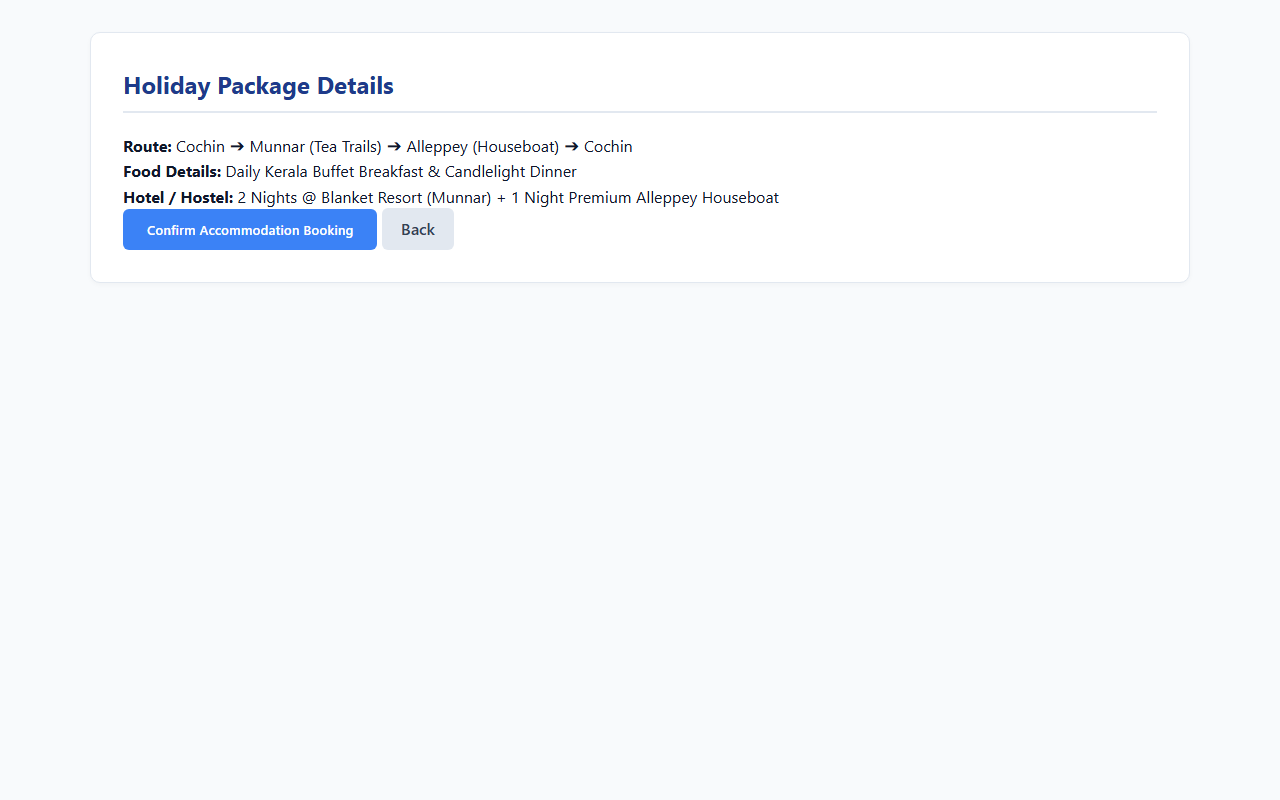 Holiday Package Details
Route: Cochin ➔ Munnar (Tea Trails) ➔ Alleppey (Houseboat) ➔ Cochin
Food Details: Daily Kerala Buffet Breakfast & Candlelight Dinner
Hotel / Hostel: 2 Nights @ Blanket Resort (Munnar) + 1 Night Premium Alleppey Houseboat
Confirm Accommodation Booking Back